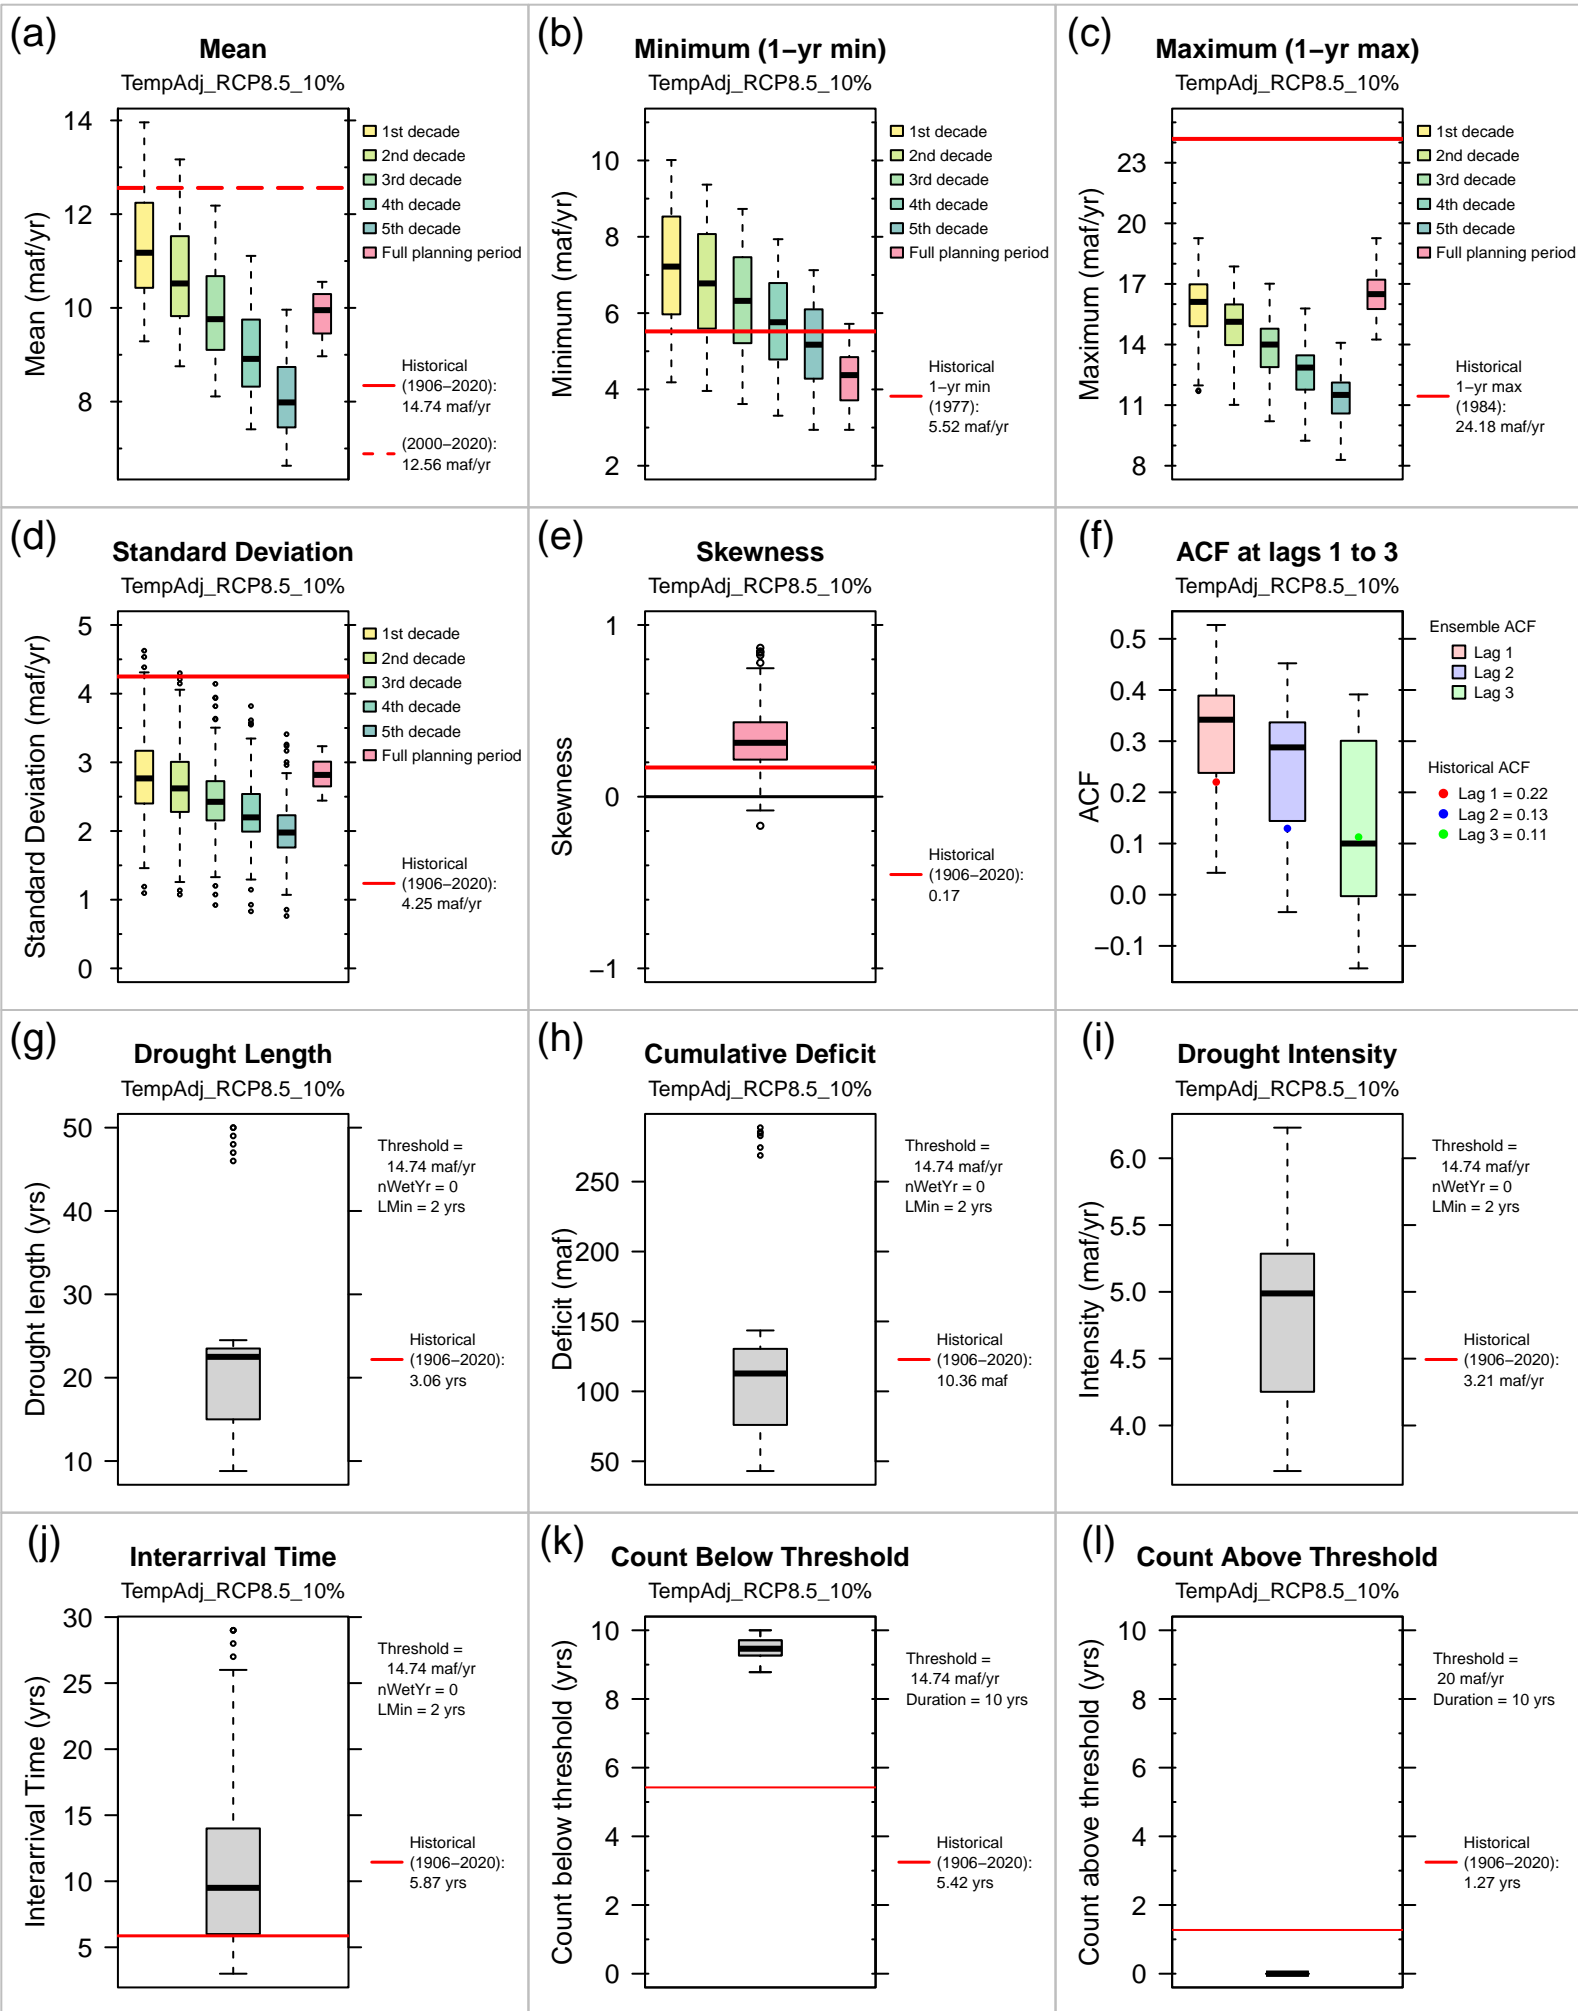 (a)
Mean
TempAdj_RCP8.5_10%
Mean (maf/yr)
14
12
10
8
1st decade
2nd decade
3rd decade
4th decade
5th decade
Full planning period
Historical
(1906−2020):
14.74 maf/yr
(2000−2020):
12.56 maf/yr
(b)
Minimum (1−yr min)
TempAdj_RCP8.5_10%
Minimum (maf/yr)
10
8
6
4
2
1st decade
2nd decade
3rd decade
4th decade
5th decade
Full planning period
Historical
1−yr min
(1977):
5.52 maf/yr
(c)
Maximum (1−yr max)
TempAdj_RCP8.5_10%
Maximum (maf/yr)
23
20
17
14
11
8
1st decade
2nd decade
3rd decade
4th decade
5th decade
Full planning period
Historical
1−yr max
(1984):
24.18 maf/yr
(d)
Standard Deviation
TempAdj_RCP8.5_10%
Standard Deviation (maf/yr)
5
4
3
2
1
0
1st decade
2nd decade
3rd decade
4th decade
5th decade
Full planning period
Historical
(1906−2020):
4.25 maf/yr
(e)
Skewness
TempAdj_RCP8.5_10%
Skewness
1
0
−1
Historical
(1906−2020):
0.17
(f)
ACF at lags 1 to 3
TempAdj_RCP8.5_10%
ACF
0.5
0.4
0.3
0.2
0.1
0.0
−0.1
Ensemble ACF
Lag 1
Lag 2
Lag 3
Historical ACF
Lag 1 = 0.22
Lag 2 = 0.13
Lag 3 = 0.11
(g)
Drought Length
TempAdj_RCP8.5_10%
Drought length (yrs)
50
40
30
20
10
Threshold =
14.74 maf/yr
nWetYr = 0
LMin = 2 yrs
Historical
(1906−2020):
3.06 yrs
(h)
Cumulative Deficit
TempAdj_RCP8.5_10%
Deficit (maf)
250
200
150
100
50
Threshold =
14.74 maf/yr
nWetYr = 0
LMin = 2 yrs
Historical
(1906−2020):
10.36 maf
(i)
Drought Intensity
TempAdj_RCP8.5_10%
Intensity (maf/yr)
6.0
5.5
5.0
4.5
4.0
Threshold =
14.74 maf/yr
nWetYr = 0
LMin = 2 yrs
Historical
(1906−2020):
3.21 maf/yr
(j)
Interarrival Time
TempAdj_RCP8.5_10%
Interarrival Time (yrs)
30
25
20
15
10
5
Threshold =
14.74 maf/yr
nWetYr = 0
LMin = 2 yrs
Historical
(1906−2020):
5.87 yrs
(k)
Count Below Threshold
TempAdj_RCP8.5_10%
Count below threshold (yrs)
10
8
6
4
2
0
Threshold =
14.74 maf/yr
Duration = 10 yrs
Historical
(1906−2020):
5.42 yrs
(l)
Count Above Threshold
TempAdj_RCP8.5_10%
Count above threshold (yrs)
10
8
6
4
2
0
Threshold =
20 maf/yr
Duration = 10 yrs
Historical
(1906−2020):
1.27 yrs